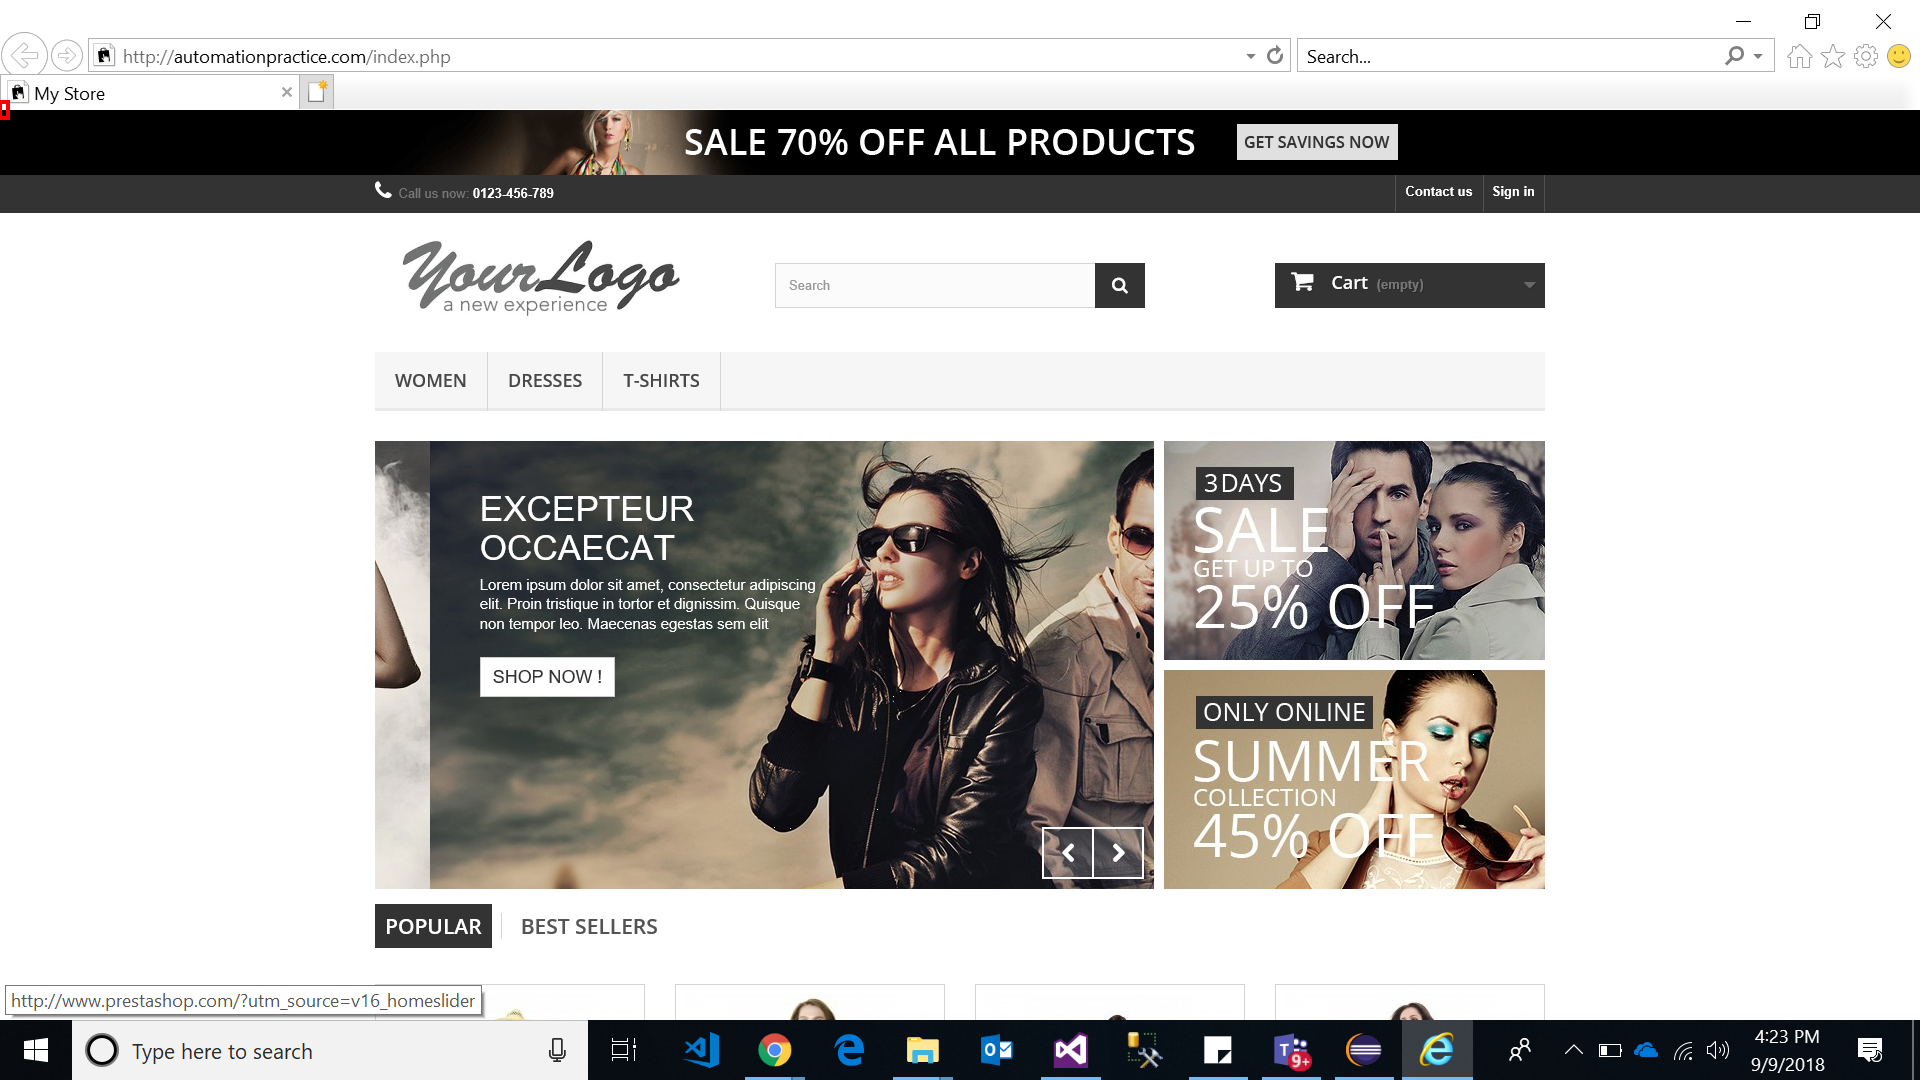 http://automationpractice.com/index.php
Search...
My Store
SALE 70% OFF ALL PRODUCTS
GET SAVINGS NOW
Call us now: 0123-456-789
Contact us
Sign in
Your Logo
a new experience
Search
Cart (empty)
WOMEN
DRESSES
T-SHIRTS
EXCEPTEUR
OCCAECAT
Lorem ipsum dolor sit amet, consectetur adipiscing
elit. Proin tristique in tortor et dignissim. Quisque
non tempor leo. Maecenas egestas sem elit
SHOP NOW !
3 DAYS
SALE
GET UP TO
25% OFF
ONLY ONLINE
SUMMER
COLLECTION
45% OFF
POPULAR
BEST SELLERS
http://www.prestashop.com/?utm_source=v16_homeslider
Type here to search
9+
4:23 PM
9/9/2018